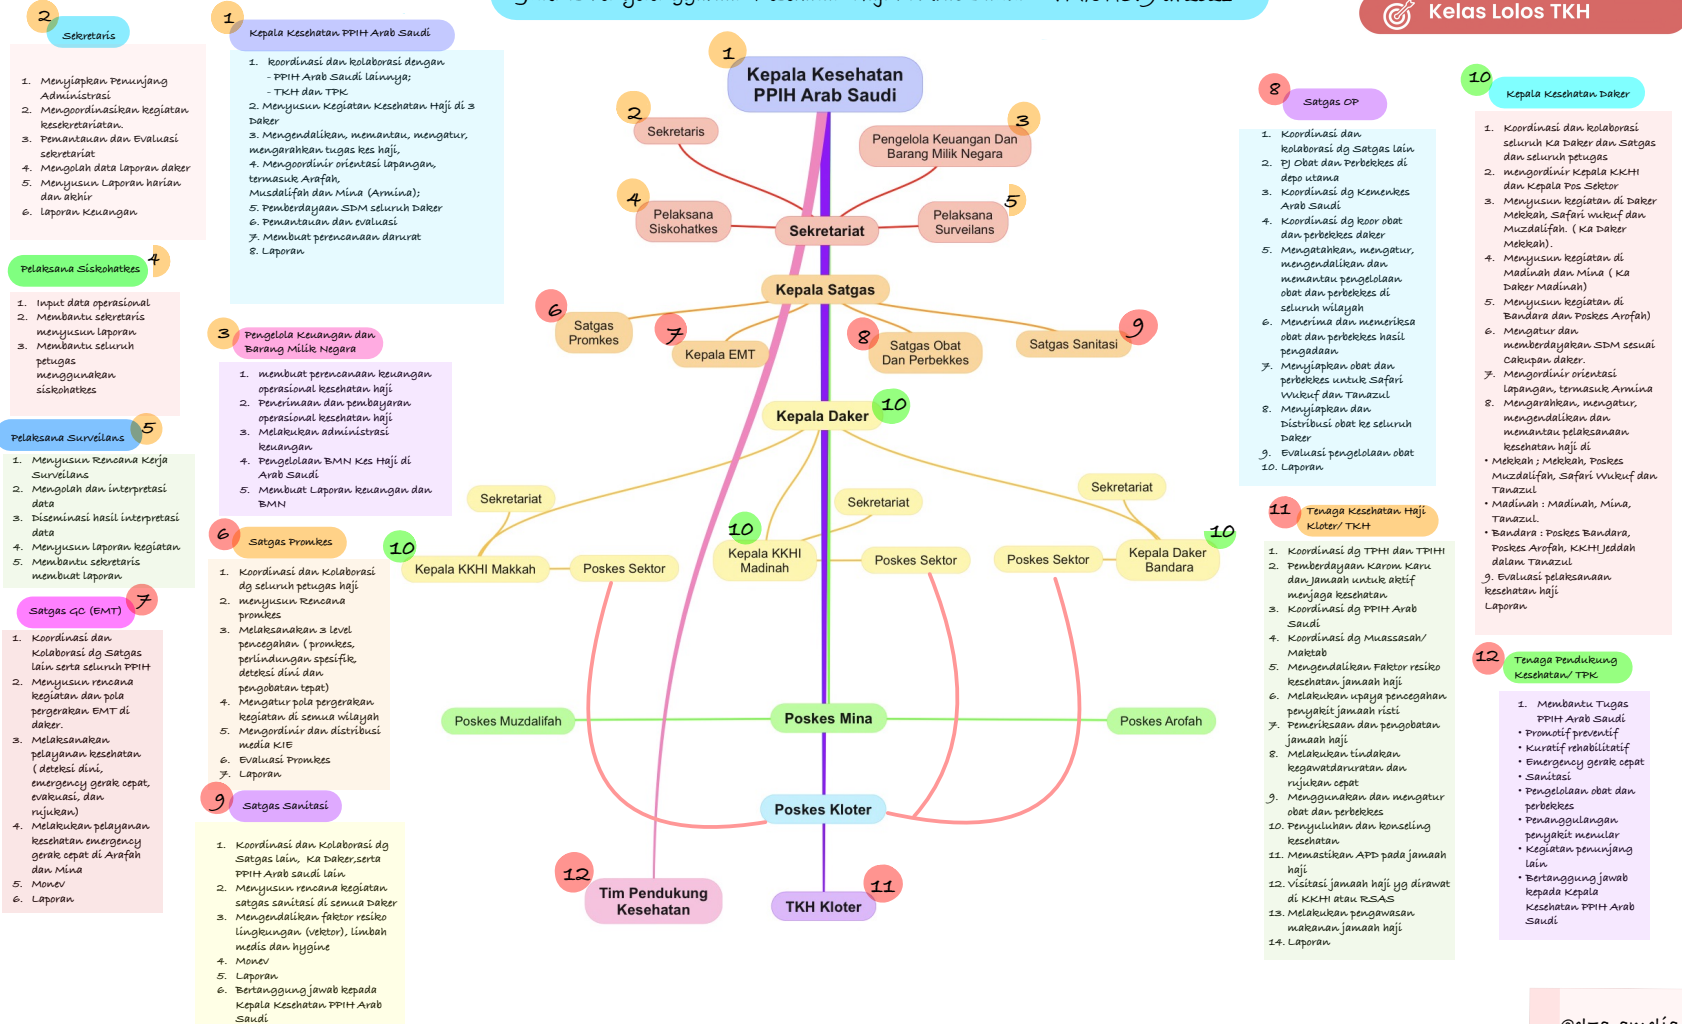 Kelas Lolos TKH
2
Sekretaris
1. Menyiapkan Penunjang
Administrasi
2. Mengoordinasikan kegiatan
kesekretariatan.
3. Pemantauan dan Evaluasi
sekretariat
4. Mengolah data laporan daker
5. Menyusun Laporan harian
dan akhir
6. laporan Keuangan
Pelaksana Siskohatkes
4
1. Input data operasional
2. Membantu sekretaris
menyusun laporan
3. Membantu seluruh
petugas
menggunakan
siskohatkes
Pelaksana Surveilans
5
1. Menyusun Rencana Kerja
Surveilans
2. Mengolah dan interpretasi
data
3. Diseminasi hasil interpretasi
data
4. Menyusun laporan kegiatan
5. Membantu sekretaris
membuat laporan
Satgas GC (EMT)
7
1. Koordinasi dan
Kolaborasi dg Satgas
lain serta seluruh PPIH
2. Menyusun rencana
kegiatan dan pola
pergerakan EMT di
daker.
3. Melaksanakan
pelayanan kesehatan
( deteksi dini,
emergency gerak cepat,
evakuasi, dan
rujukan)
4. Melakukan pelayanan
kesehatan emergency
gerak cepat di Arafah
dan Mina
5. Monev
6. Laporan
1
Kepala Kesehatan PPIH Arab Saudi
1. koordinasi dan kolaborasi dengan
- PPIH Arab Saudi lainnya;
- TKH dan TPK
2. Menyusun Kegiatan Kesehatan Haji di 3
Daker
3. Mengendalikan, memantau, mengatur,
mengarahkan tugas kes haji,
4. Mengoordinir orientasi lapangan,
termasuk Arafah,
Musdalifah dan Mina (Armina);
5. Pemberdayaan SDM seluruh Daker
6. Pemantauan dan evaluasi
7. Membuat perencanaan darurat
8. Laporan
3
Pengelola Keuangan dan
Barang Milik Negara
1. membuat perencanaan keuangan
operasional kesehatan haji
2. Penerimaan dan pembayaran
operasional kesehatan haji
3. Melakukan administrasi
keuangan
4. Pengelolaan BMN Kes Haji di
Arab Saudi
5. Membuat Laporan keuangan dan
BMN
6
Satgas Promkes
1. Koordinasi dan Kolaborasi
dg seluruh petugas haji
2. menyusun Rencana
promkes
3. Melaksanakan 3 level
pencegahan ( promkes,
perlindungan spesifik,
deteksi dini dan
pengobatan tepat)
4. Mengatur pola pergerakan
kegiatan di semua wilayah
5. Mengordinir dan distribusi
media KIE
6. Evaluasi Promkes
7. Laporan
9
Satgas Sanitasi
1. Koordinasi dan Kolaborasi dg
Satgas lain, Ka Daker,serta
PPIH Arab saudi lain
2. Menyusun rencana kegiatan
satgas sanitasi di semua Daker
3. Mengendalikan faktor resiko
lingkungan (vektor), limbah
medis dan hygine
4. Monev
5. Laporan
6. Bertanggung jawab kepada
Kepala Kesehatan PPIH Arab
Saudi
1
Kepala Kesehatan
PPIH Arab Saudi
2
Sekretaris
3
Pengelola Keuangan Dan
Barang Milik Negara
4
Pelaksana
Siskohatkes
Sekretariat
Pelaksana
Surveilans
5
Kepala Satgas
6
Satgas
Promkes
7
Kepala EMT
8
Satgas Obat
Dan Perbekkes
Satgas Sanitasi
9
Kepala Daker
10
Sekretariat
Sekretariat
Sekretariat
10
Kepala KKHI Makkah
Poskes Sektor
10
Kepala KKHI
Madinah
Poskes Sektor
Poskes Sektor
Kepala Daker
Bandara
10
Poskes Muzdalifah
Poskes Mina
Poskes Arofah
Poskes Kloter
12
Tim Pendukung
Kesehatan
TKH Kloter
11
8
Satgas OP
1. Koordinasi dan
kolaborasi dg Satgas lain
2. PJ Obat dan Perbekkes di
depo utama
3. Koordinasi dg Kemenkes
Arab Saudi
4. Koordinasi dg koor obat
dan perbekkes daker
5. Mengatahkan, mengatur,
mengendalikan dan
memantau pengelolaan
obat dan perbekkes di
seluruh wilayah
6. Menerima dan memeriksa
obat dan perbekkes hasil
pengadaan
7. Menyiapkan obat dan
perbekkes untuk Safari
Wukuf dan Tanazul
8. Menyiapkan dan
Distribusi obat ke seluruh
Daker
9. Evaluasi pengelolaan obat
10. Laporan
11
Tenaga Kesehatan Haji
Kloter/ TKH
1. Koordinasi dg TPHI dan TPIHI
2. Pemberdayaan Karom Karu
dan Jamaah untuk aktif
menjaga kesehatan
3. Koordinasi dg PPIH Arab
Saudi
4. Koordinasi dg Muassasah/
Maktab
5. Mengendalikan Faktor resiko
kesehatan jamaah haji
6. Melakukan upaya pencegahan
penyakit jamaah risti
7. Pemeriksaan dan pengobatan
jamaah haji
8. Melakukan tindakan
kegawatdaruratan dan
rujukan cepat
9. Menggunakan dan mengatur
obat dan perbekkes
10. Penyuluhan dan konseling
kesehatan
11. Memastikan APD pada jamaah
haji
12. Visitasi jamaah haji yg dirawat
di KKHI atau RSAS
13. Melakukan pengawasan
makanan jamaah haji
14. Laporan
10
Kepala Kesehatan Daker
1. Koordinasi dan kolaborasi
seluruh Ka Daker dan Satgas
dan seluruh petugas
2. mengordinir Kepala KKHI
dan Kepala Pos Sektor
3. Menyusun kegiatan di Daker
Mekkah, Safari wukuf dan
Muzdalifah. ( Ka Daker
Mekkah).
4. Menyusun kegiatan di
Madinah dan Mina ( Ka
Daker Madinah)
5. Menyusun kegiatan di
Bandara dan Poskes Arofah)
6. Mengatur dan
memberdayakan SDM sesuai
Cakupan daker.
7. Mengordinir orientasi
lapangan, termasuk Armina
8. Mengarahkan, mengatur,
mengendalikan dan
memantau pelaksanaan
kesehatan haji di
• Mekkah ; Mekkah, Poskes
Muzdalifah, Safari Wukuf dan
Tanazul
• Madinah : Madinah, Mina,
Tanazul.
• Bandara : Poskes Bandara,
Poskes Arofah, KKHI Jeddah
dalam Tanazul
9. Evaluasi pelaksanaan
kesehatan haji
Laporan
12
Tenaga Pendukung
Kesehatan/ TPK
1. Membantu Tugas
PPIH Arab Saudi
• Promotif preventif
• Kuratif rehabilitatif
• Emergency gerak cepat
• Sanitasi
• Pengelolaan obat dan
perbekkes
• Penanggulangan
penyakit menular
• Kegiatan penunjang
lain
• Bertanggung jawab
kepada Kepala
Kesehatan PPIH Arab
Saudi